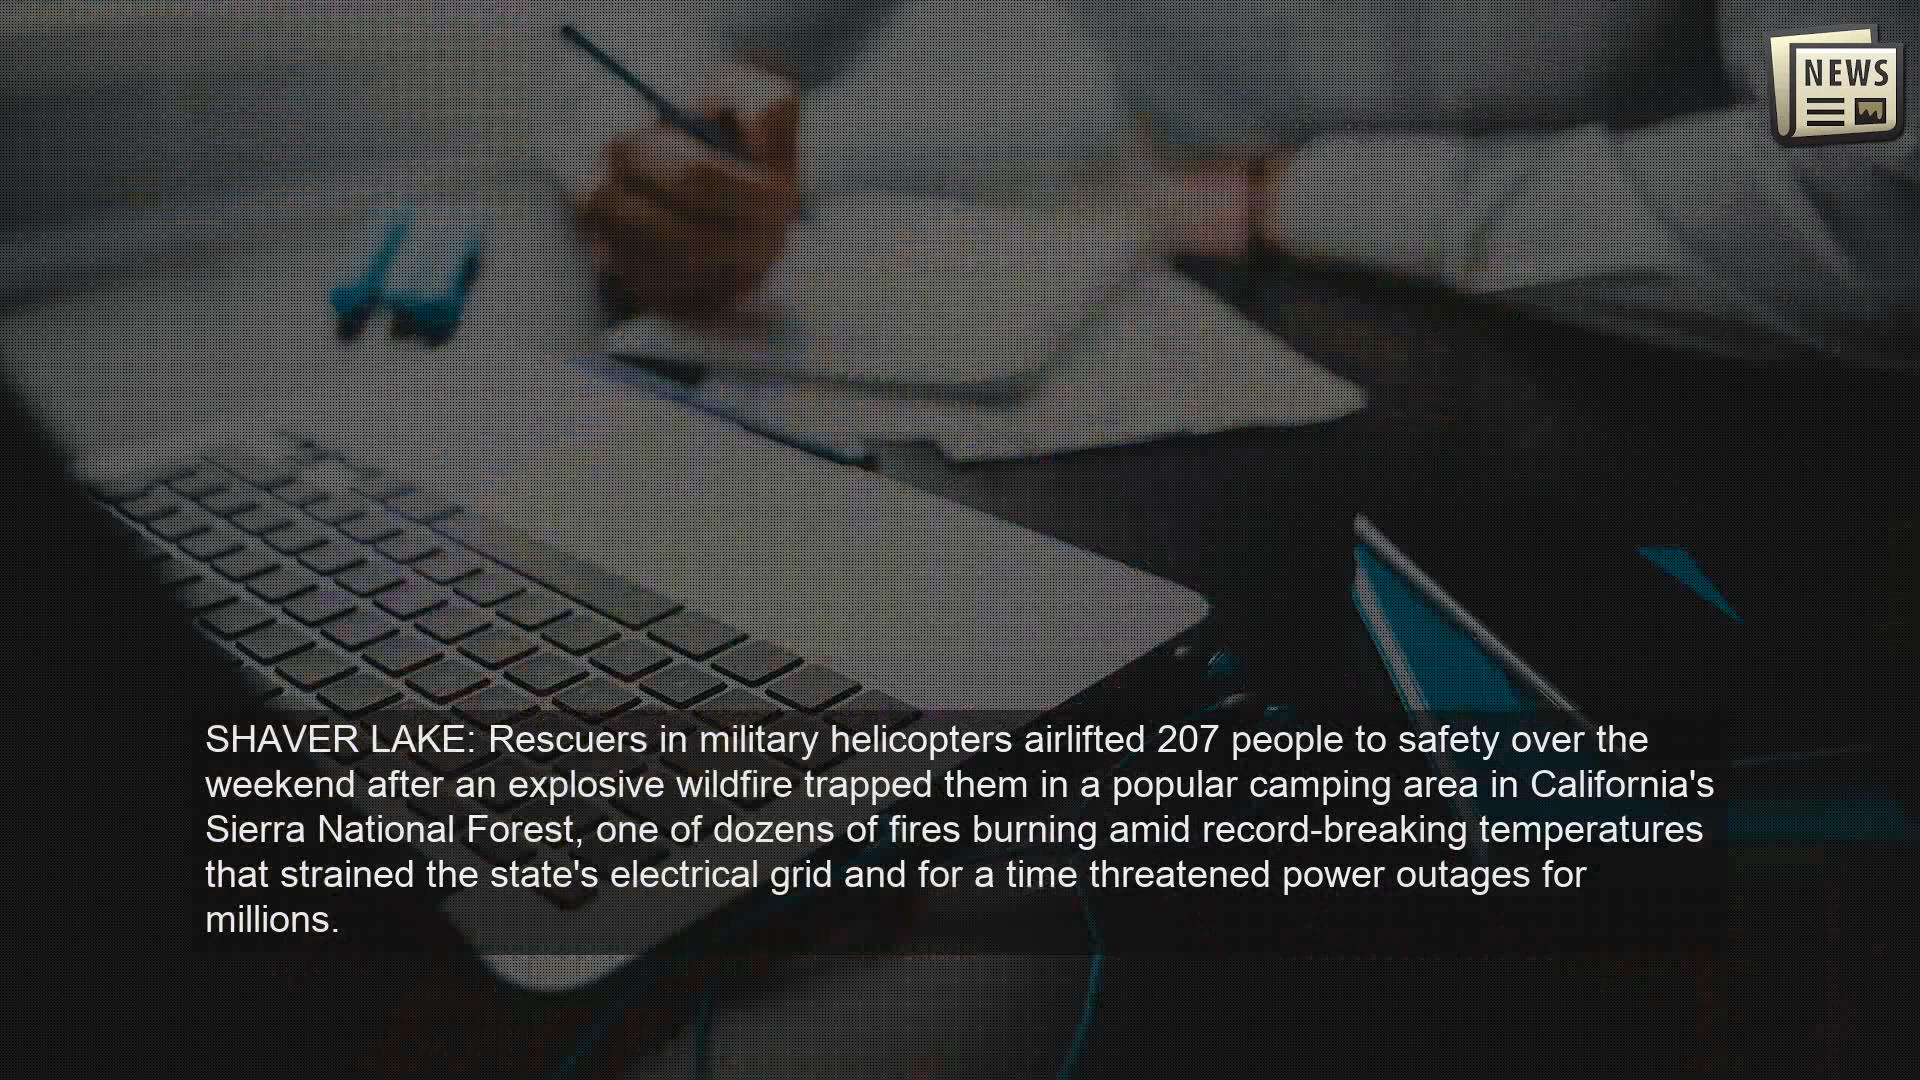 NEWS
SHAVER LAKE: Rescuers in military helicopters airlifted 207 people to safety over the
weekend after an explosive wildfire trapped them in a popular camping area in California's
Sierra National Forest, one of dozens of fires burning amid record-breaking temperatures
that strained the state's electrical grid and for a time threatened power outages for
millions.